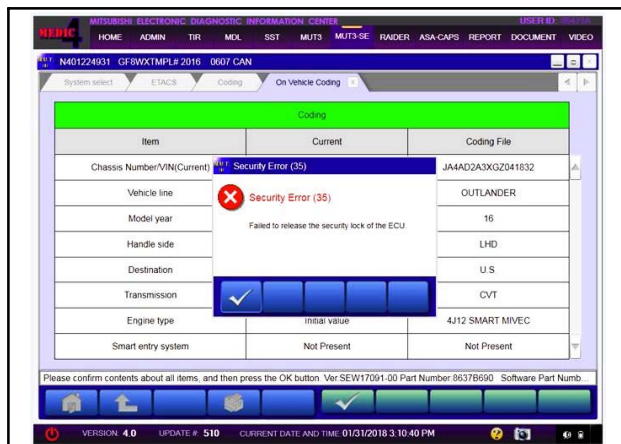 MITSUBISHI ELECTRONIC DIAGNOSTIC INFORMATION CENTER USER ID:
MEDIC HOME ADMIN TIR MDL SST MUT3 MUT3-SE RAIDER ASA-CAPS REPORT DOCUMENT VIDEO
N401224931 GF8WXTMPL# 2016 0607 CAN
System select ETACS Coding On Vehicle Coding
Coding
Item Current Coding File
Chassis Number/VIN(Current) JA4AD2A3XGZ041832
Security Error (35)
Vehicle line OUTLANDER
Security Error (35)
Model year 16
Failed to release the security lock of the ECU.
Handle side LHD
Destination U.S
Transmission CVT
Engine type Initial value 4J12 SMART MIVEC
Smart entry system Not Present Not Present
Please confirm contents about all items, and then press the OK button. Ver.SEW17091-00 Part Number:8637B690 Software Part Numb...
VERSION: 4.0 UPDATE #: 510 CURRENT DATE AND TIME: 01/31/2018 3:10:40 PM